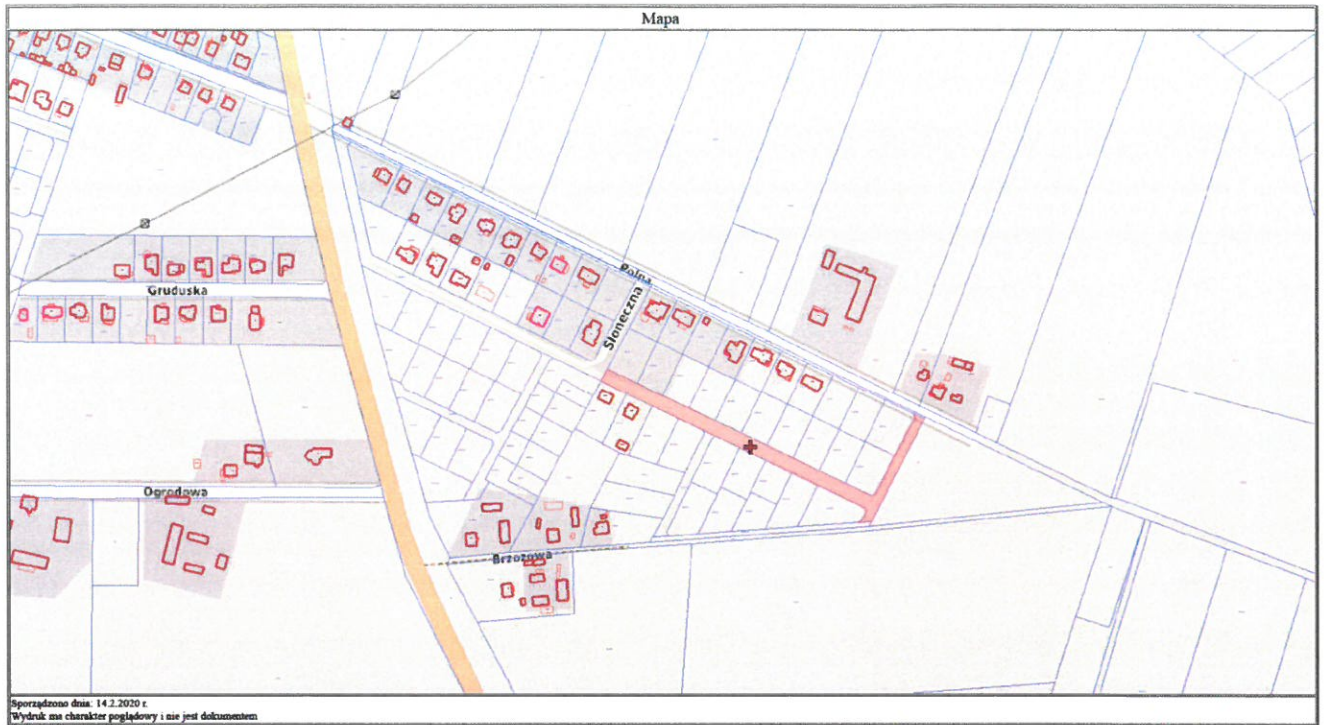 Mapa
Polna
Słoneczna
Gruduska
Ogrodowa
Brzozowa
Sporządzono dnia: 14.2.2020 r.
Wydruk ma charakter poglądowy i nie jest dokumentem